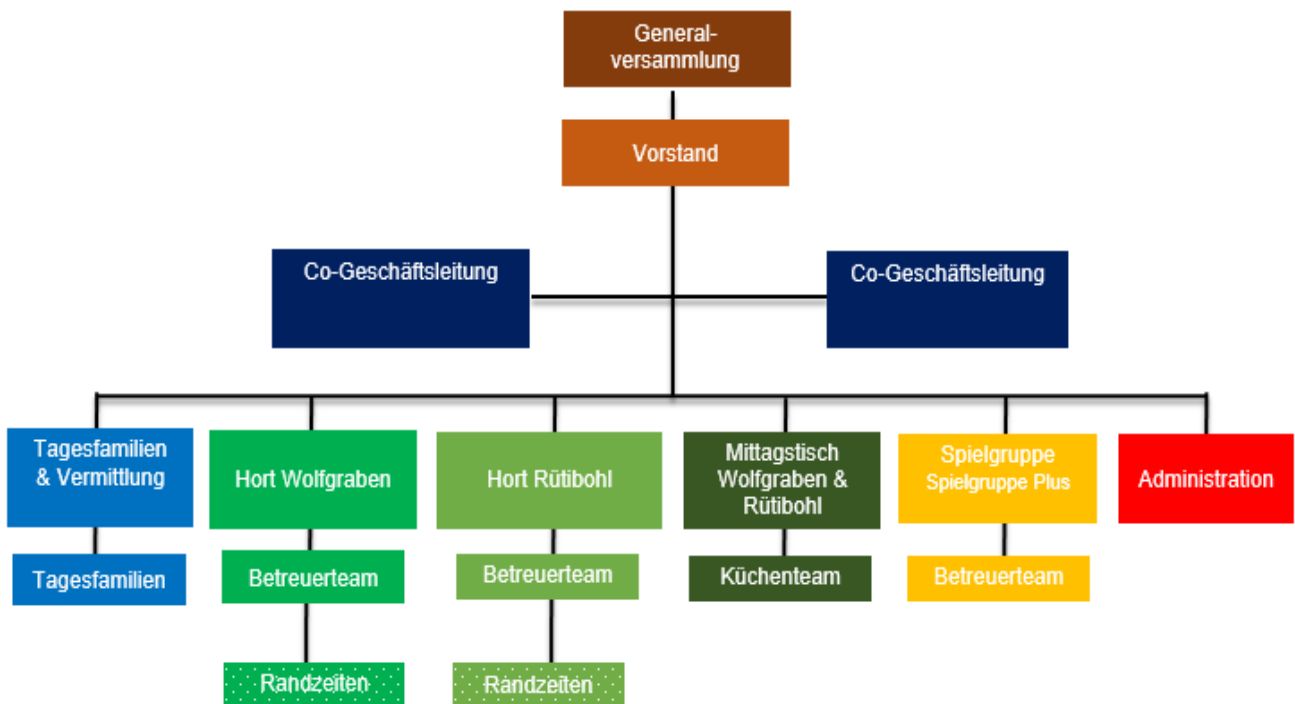 General-
versammlung
Vorstand
Co-Geschäftsleitung
Co-Geschäftsleitung
Tagesfamilien
& Vermittlung
Hort Wolfgraben
Hort Rütibohl
Mittagstisch
Wolfgraben &
Rütibohl
Spielgruppe
Spielgruppe Plus
Administration
Tagesfamilien
Betreuerteam
Betreuerteam
Küchenteam
Betreuerteam
Randzeiten
Randzeiten